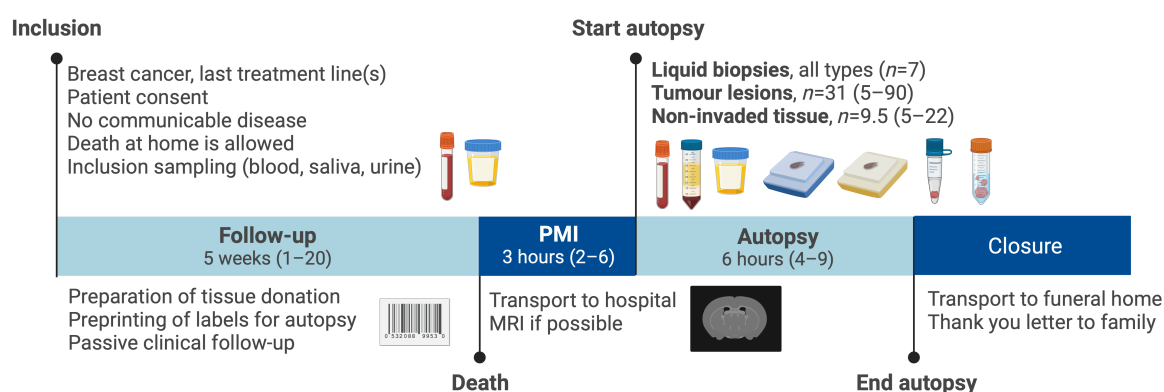 Inclusion
Start autopsy
Breast cancer, last treatment line(s)
Patient consent
No communicable disease
Death at home is allowed
Inclusion sampling (blood, saliva, urine)
Liquid biopsies, all types (n=7)
Tumour lesions, n=31 (5–90)
Non-invaded tissue, n=9.5 (5–22)
Follow-up
5 weeks (1–20)
PMI
3 hours (2–6)
Autopsy
6 hours (4–9)
Closure
Preparation of tissue donation
Preprinting of labels for autopsy
Passive clinical follow-up
0 532088 9953 0
Transport to hospital
MRI if possible
Transport to funeral home
Thank you letter to family
Death
End autopsy